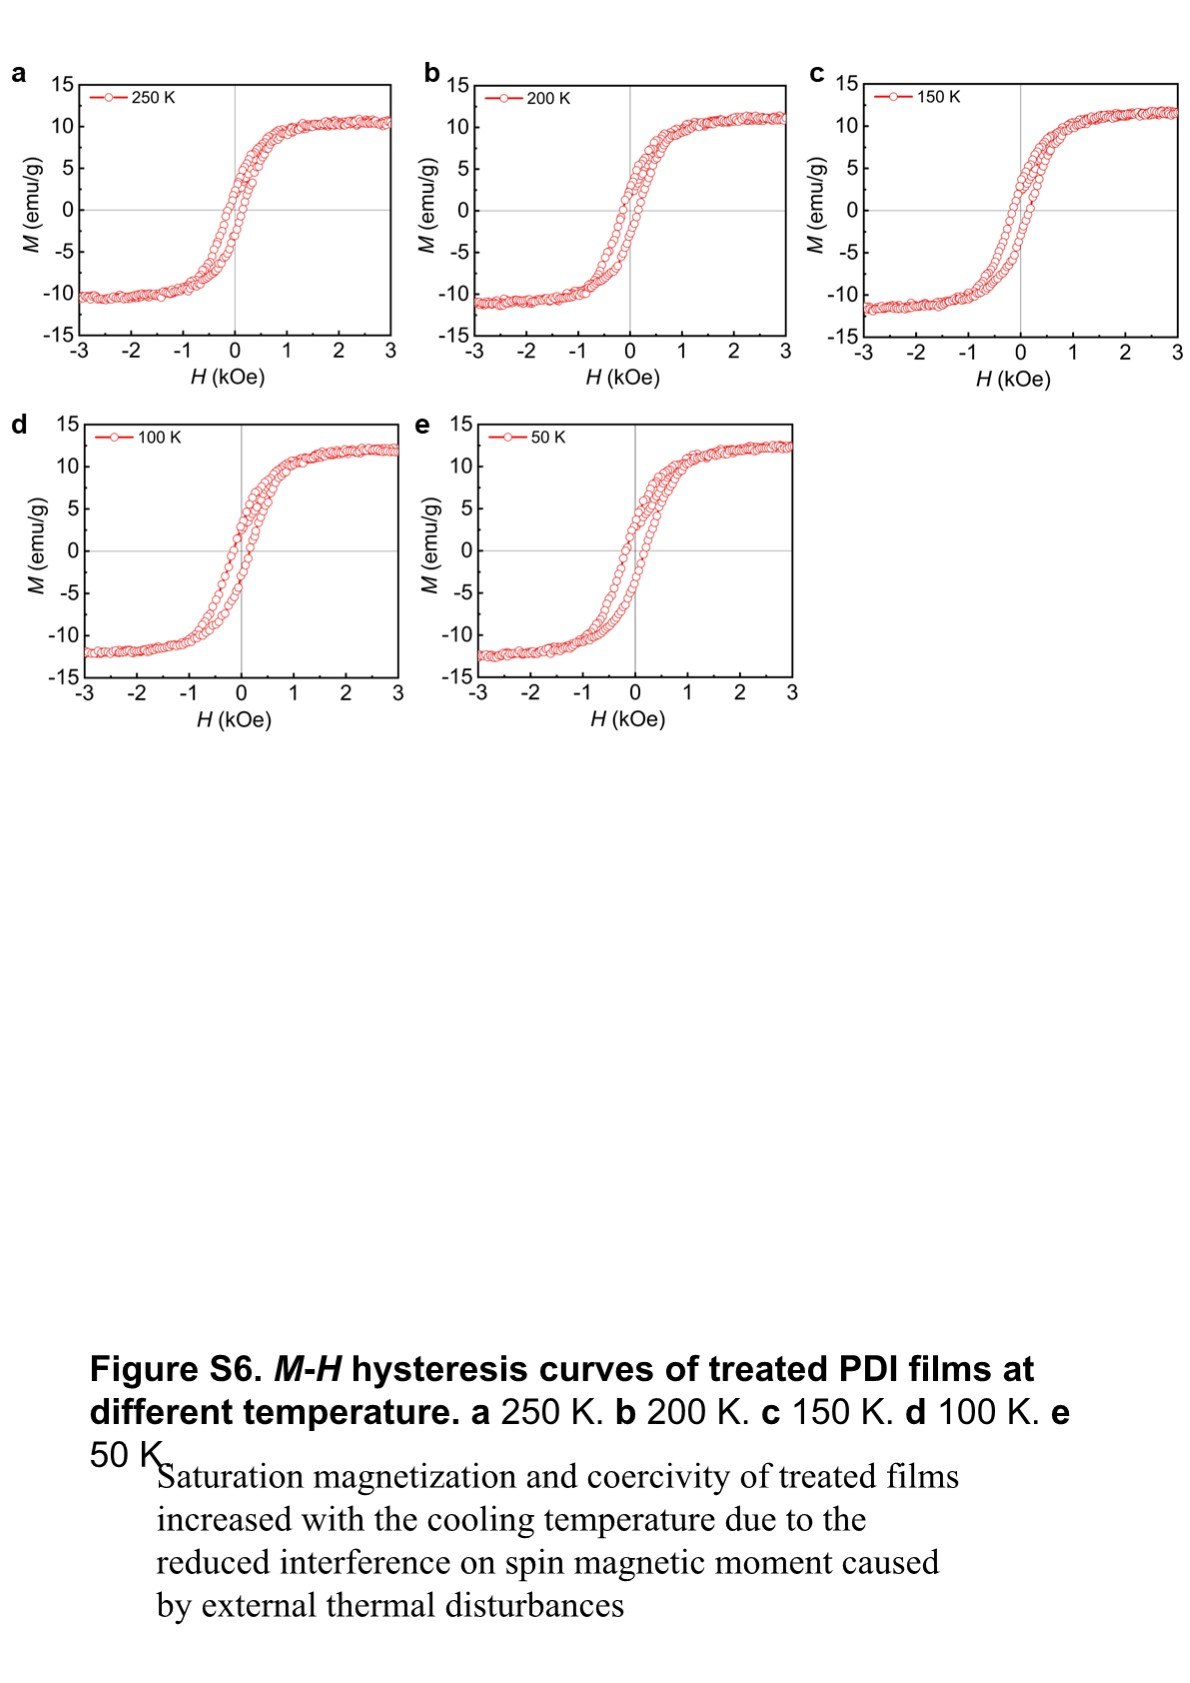 a
15
10
5
0
-5
-10
-15
-3 -2 -1 0 1 2 3
M (emu/g)
H (kOe)
250 K
b
15
10
5
0
-5
-10
-15
-3 -2 -1 0 1 2 3
M (emu/g)
H (kOe)
200 K
c
15
10
5
0
-5
-10
-15
-3 -2 -1 0 1 2 3
M (emu/g)
H (kOe)
150 K
d
15
10
5
0
-5
-10
-15
-3 -2 -1 0 1 2 3
M (emu/g)
H (kOe)
100 K
e
15
10
5
0
-5
-10
-15
-3 -2 -1 0 1 2 3
M (emu/g)
H (kOe)
50 K
Figure S6. M-H hysteresis curves of treated PDI films at
different temperature. a 250 K. b 200 K. c 150 K. d 100 K. e
50 K.
Saturation magnetization and coercivity of treated films
increased with the cooling temperature due to the
reduced interference on spin magnetic moment caused
by external thermal disturbances